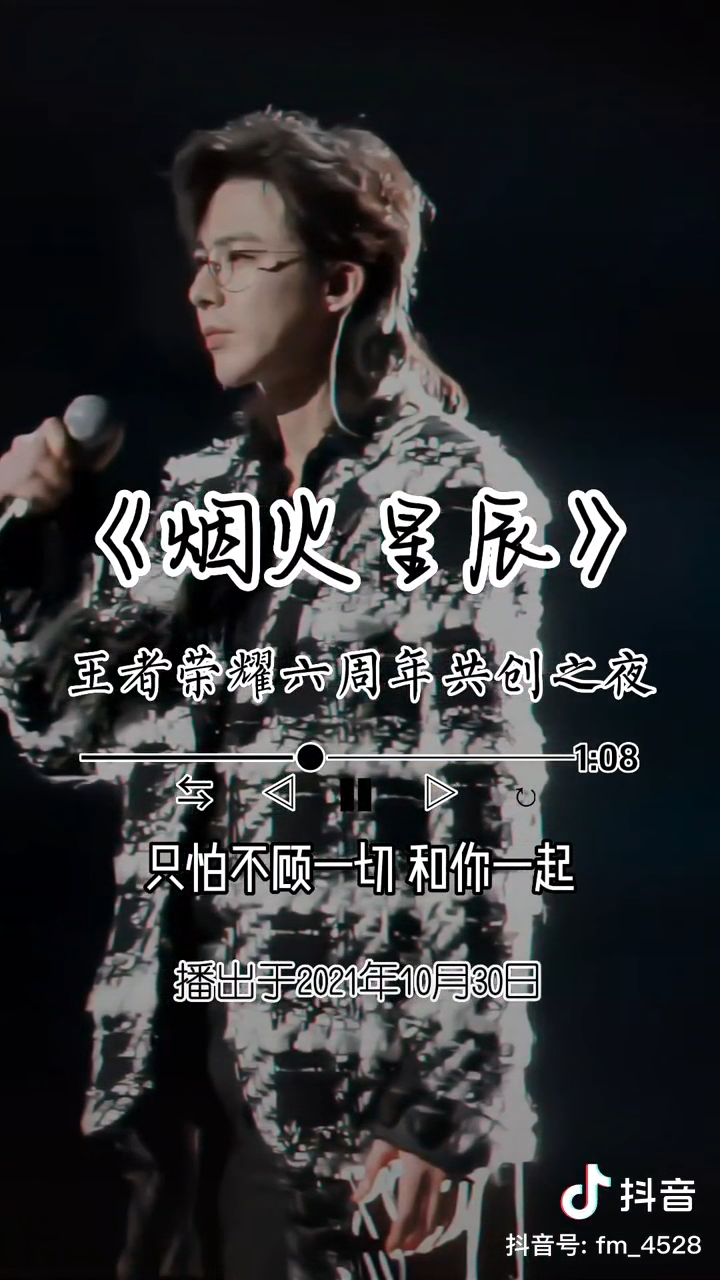 《烟火星辰》
王者荣耀六周年共创之夜
1:08
只怕不顾一切 和你一起
播出于2021年10月30日
抖音
抖音号: fm_4528